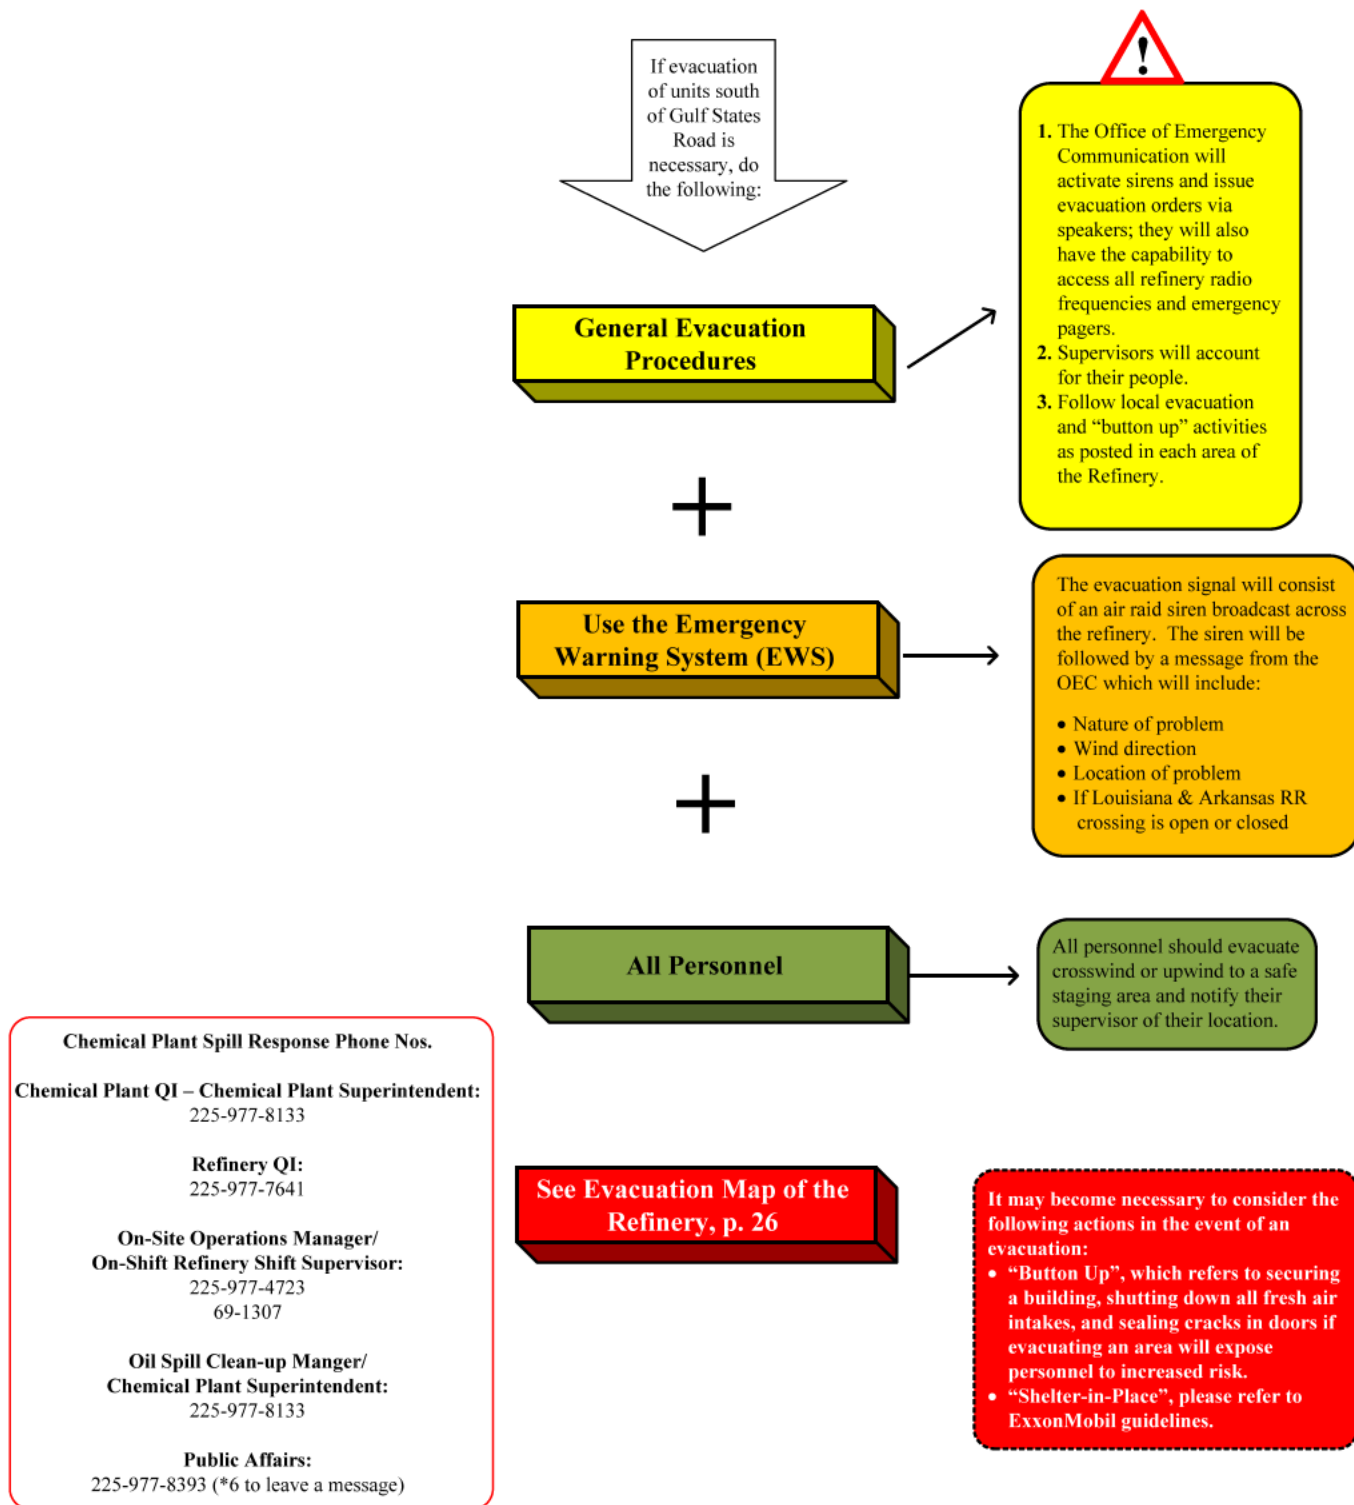 If evacuation
of units south
of Gulf States
Road is
necessary, do
the following:
!
1. The Office of Emergency
Communication will
activate sirens and issue
evacuation orders via
speakers; they will also
have the capability to
access all refinery radio
frequencies and emergency
pagers.
2. Supervisors will account
for their people.
3. Follow local evacuation
and “button up” activities
as posted in each area of
the Refinery.
General Evacuation
Procedures
+
Use the Emergency
Warning System (EWS)
The evacuation signal will consist
of an air raid siren broadcast across
the refinery.  The siren will be
followed by a message from the
OEC which will include:
• Nature of problem
• Wind direction
• Location of problem
• If Louisiana & Arkansas RR
crossing is open or closed
+
All Personnel
All personnel should evacuate
crosswind or upwind to a safe
staging area and notify their
supervisor of their location.
Chemical Plant Spill Response Phone Nos.
Chemical Plant QI – Chemical Plant Superintendent:
225-977-8133
Refinery QI:
225-977-7641
On-Site Operations Manager/
On-Shift Refinery Shift Supervisor:
225-977-4723
69-1307
Oil Spill Clean-up Manger/
Chemical Plant Superintendent:
225-977-8133
Public Affairs:
225-977-8393 (*6 to leave a message)
See Evacuation Map of the
Refinery, p. 26
It may become necessary to consider the
following actions in the event of an
evacuation:
• “Button Up”, which refers to securing
a building, shutting down all fresh air
intakes, and sealing cracks in doors if
evacuating an area will expose
personnel to increased risk.
• “Shelter-in-Place”, please refer to
ExxonMobil guidelines.